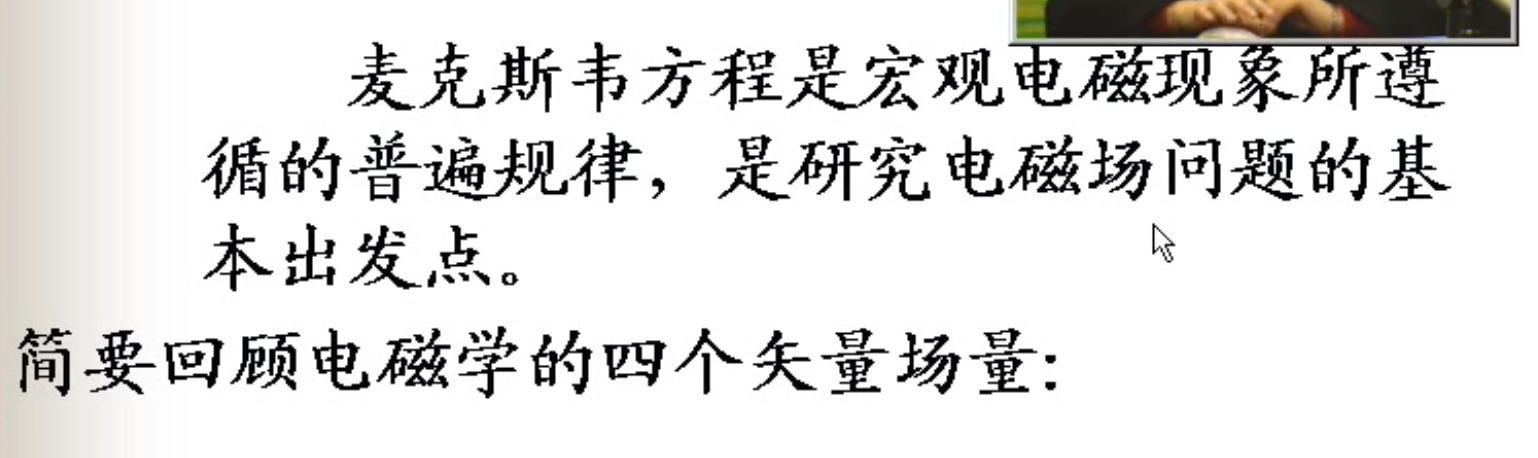 麦克斯韦方程是宏观电磁现象所遵
循的普遍规律，是研究电磁场问题的基
本出发点。
简要回顾电磁学的四个矢量场量：